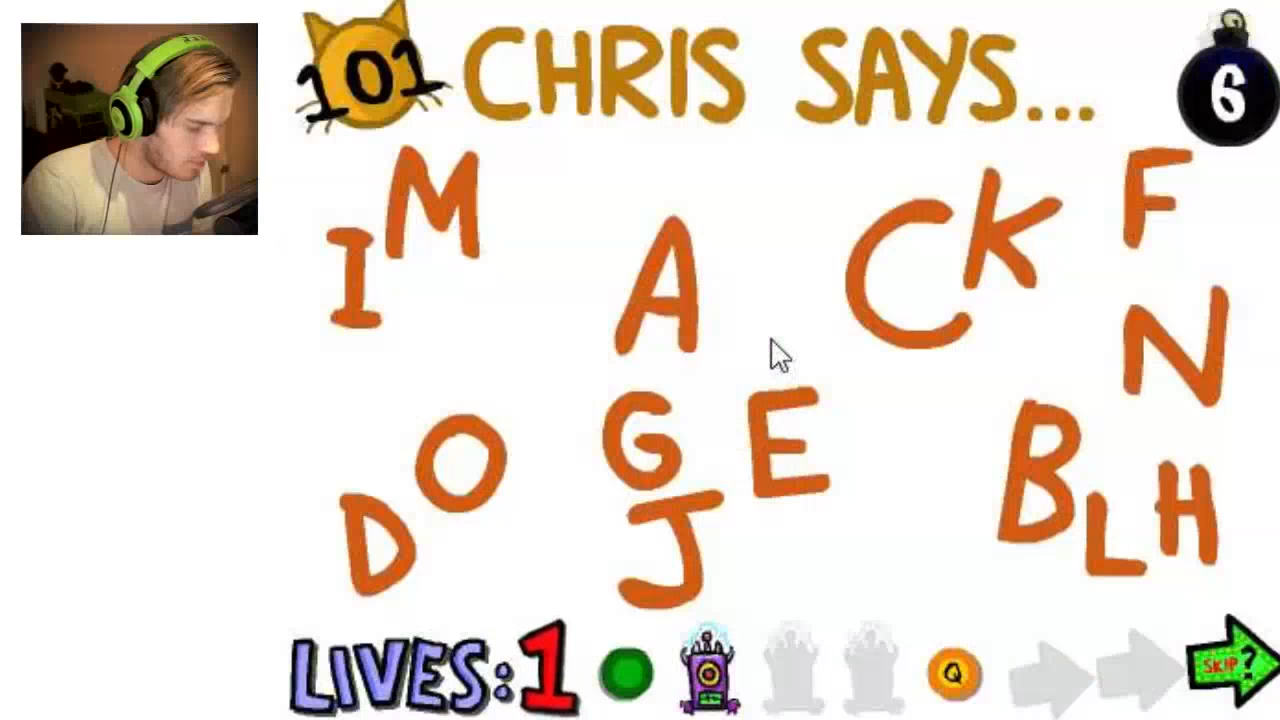 101 CHRIS SAYS... 6
I M A C K F
N
D O G E B L H
J
LIVES: 1 Q SKIP?